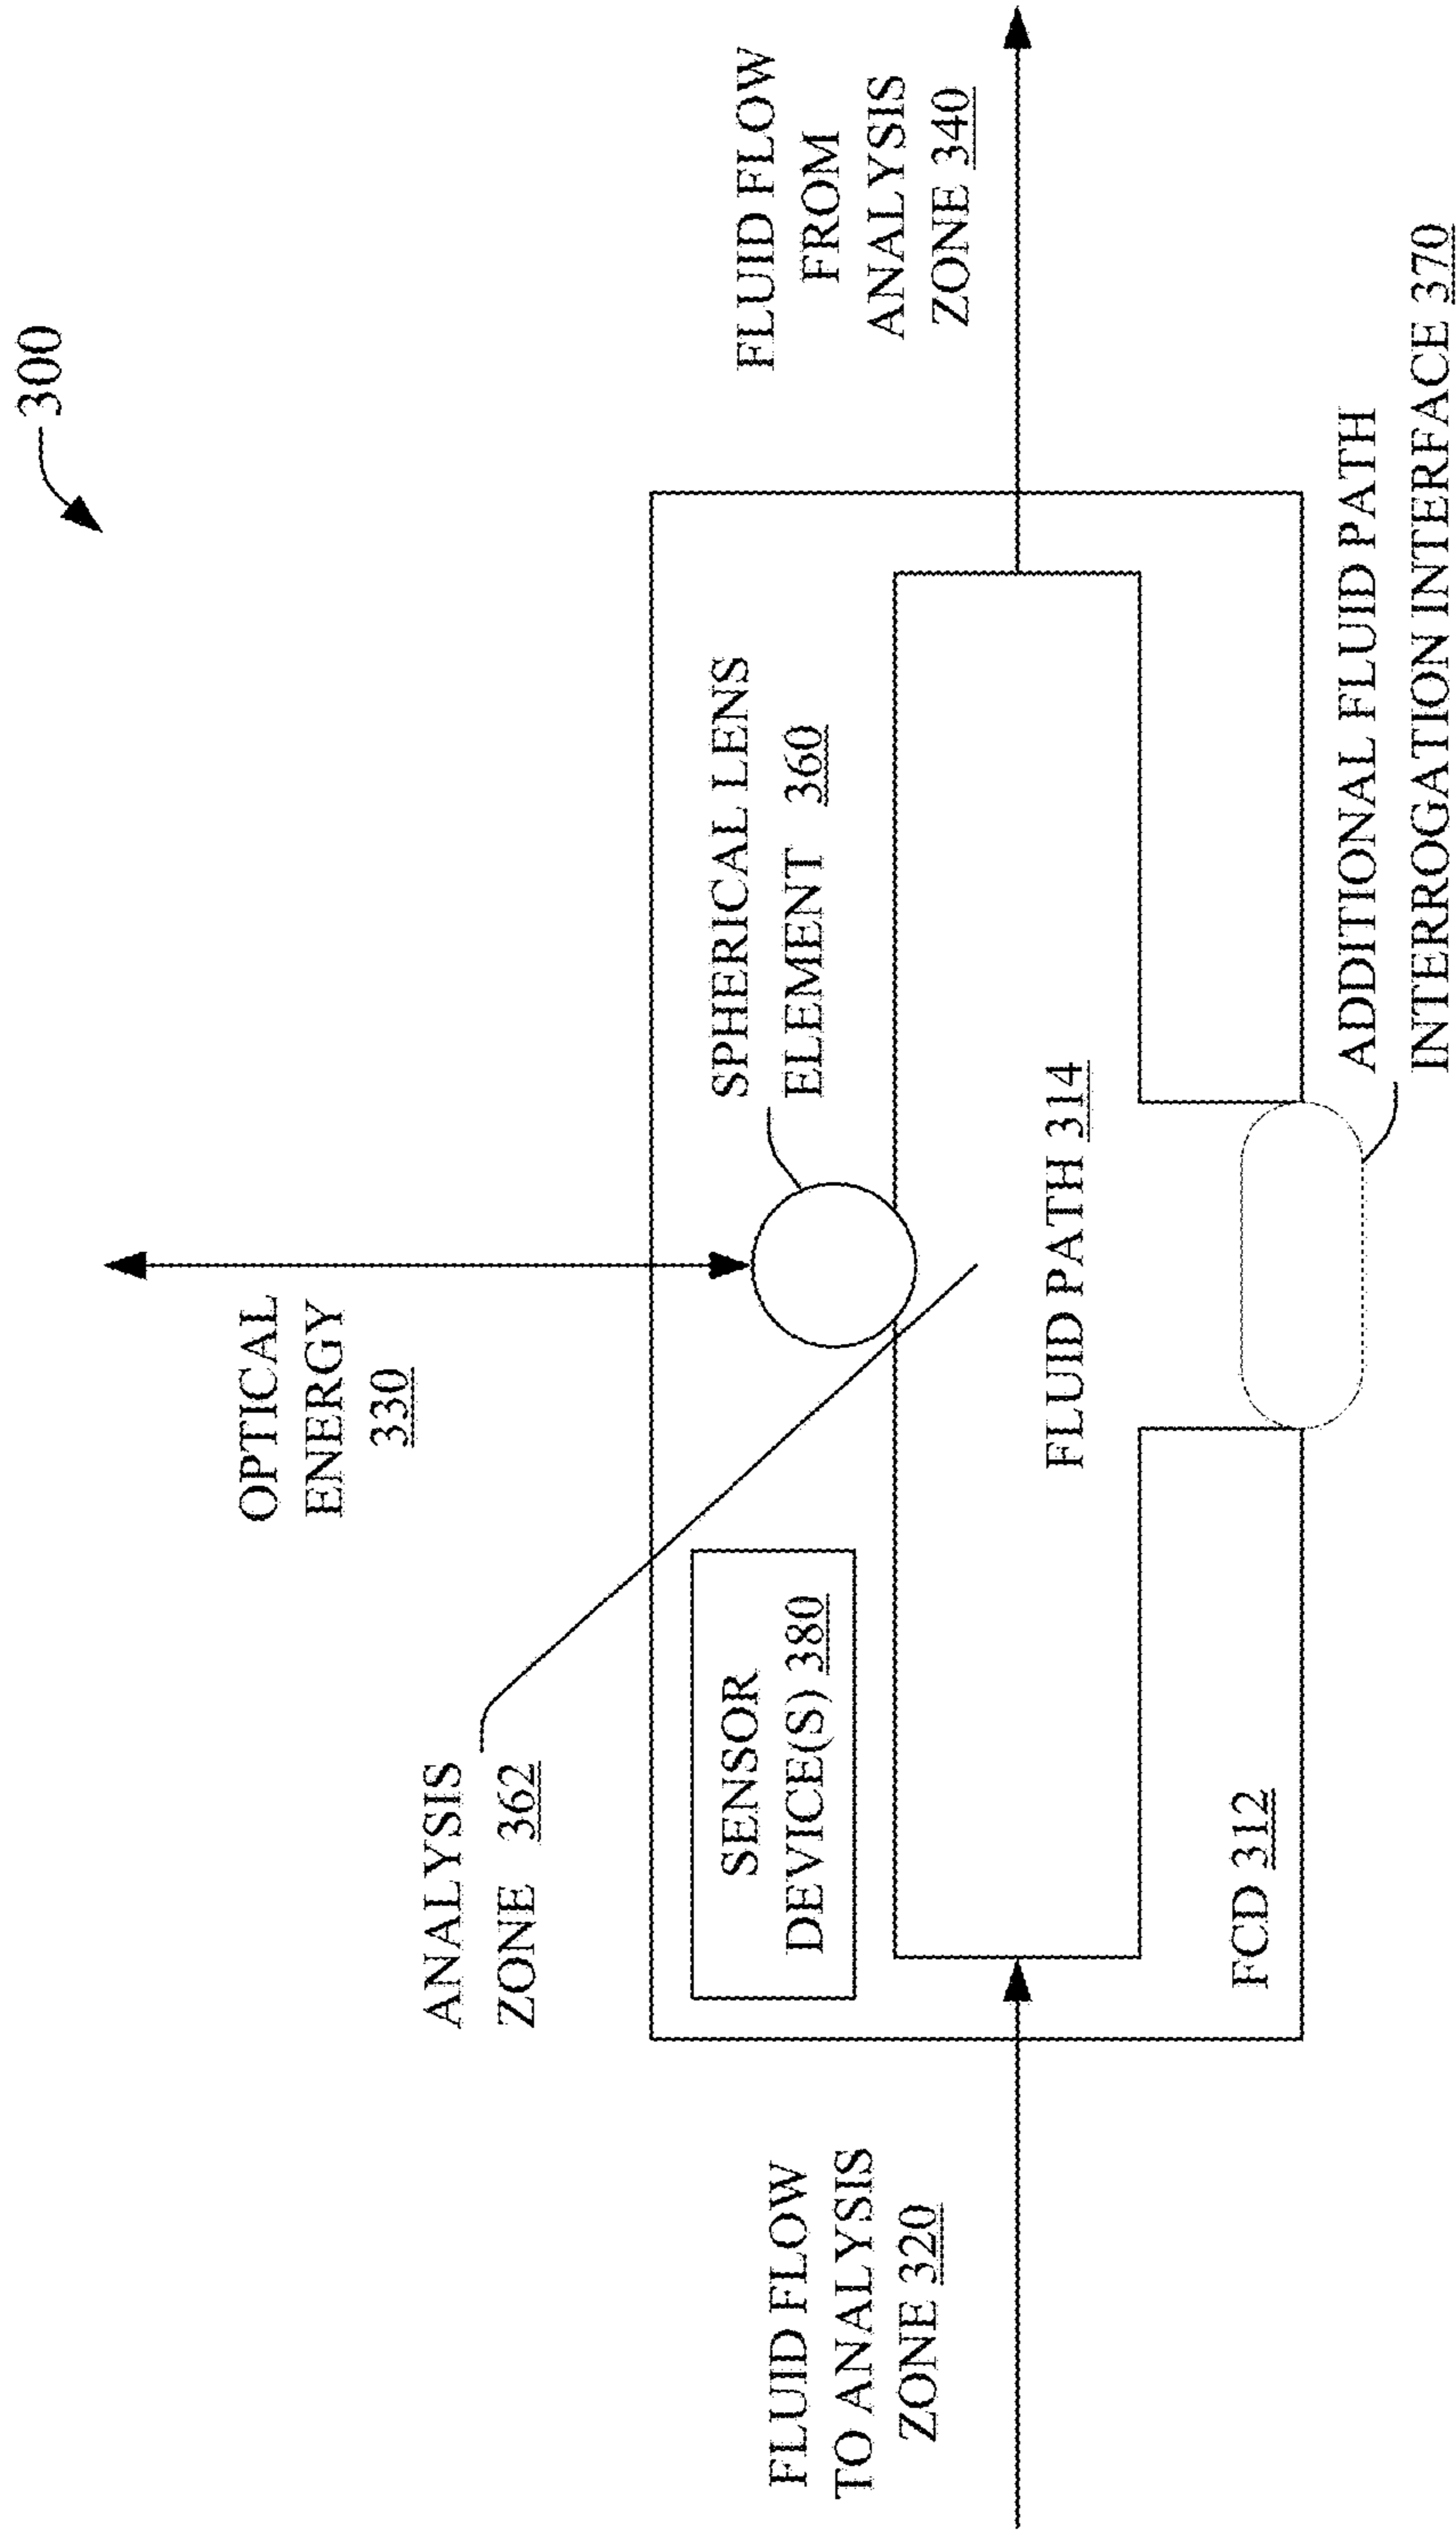 300
OPTICAL
ENERGY
330
ANALYSIS
ZONE 362
SENSOR
DEVICE(S) 380
SPHERICAL LENS
ELEMENT 360
FLUID FLOW
TO ANALYSIS
ZONE 320
FLUID FLOW
FROM
ANALYSIS
ZONE 340
FLUID PATH 314
FCD 312
ADDITIONAL FLUID PATH
INTERROGATION INTERFACE 370